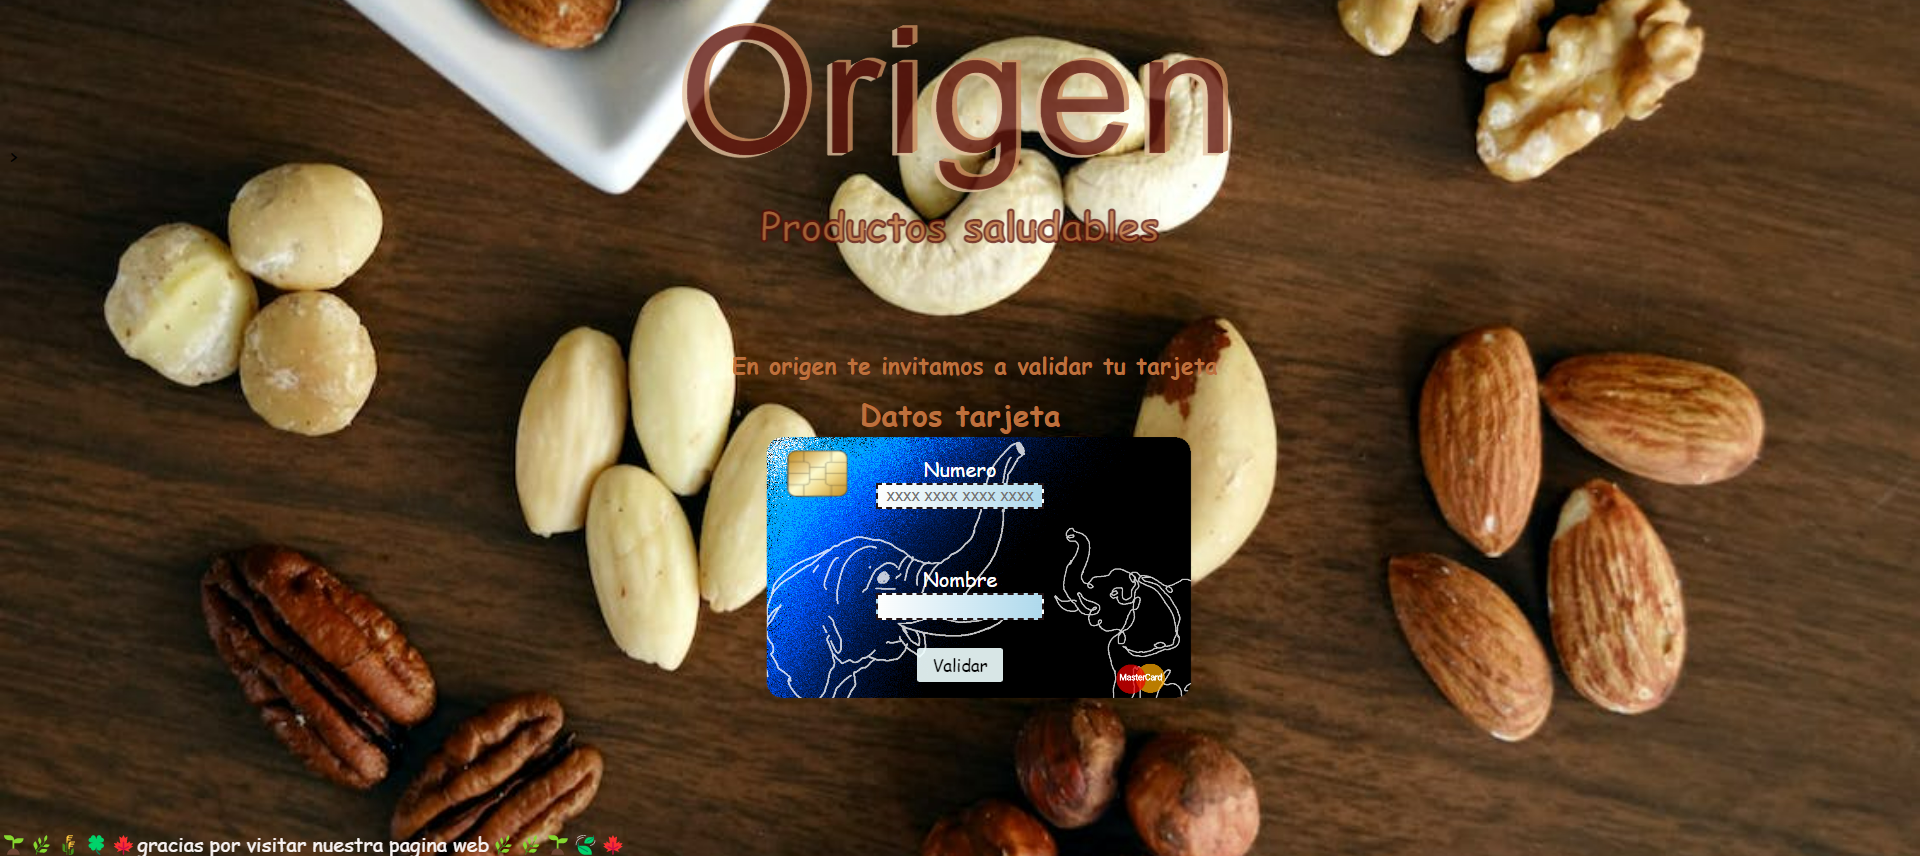 Origen
>
Productos saludables
En origen te invitamos a validar tu tarjeta
Datos tarjeta
Numero
xxxx xxxx xxxx xxxx
Nombre
Validar
MasterCard
gracias por visitar nuestra pagina web